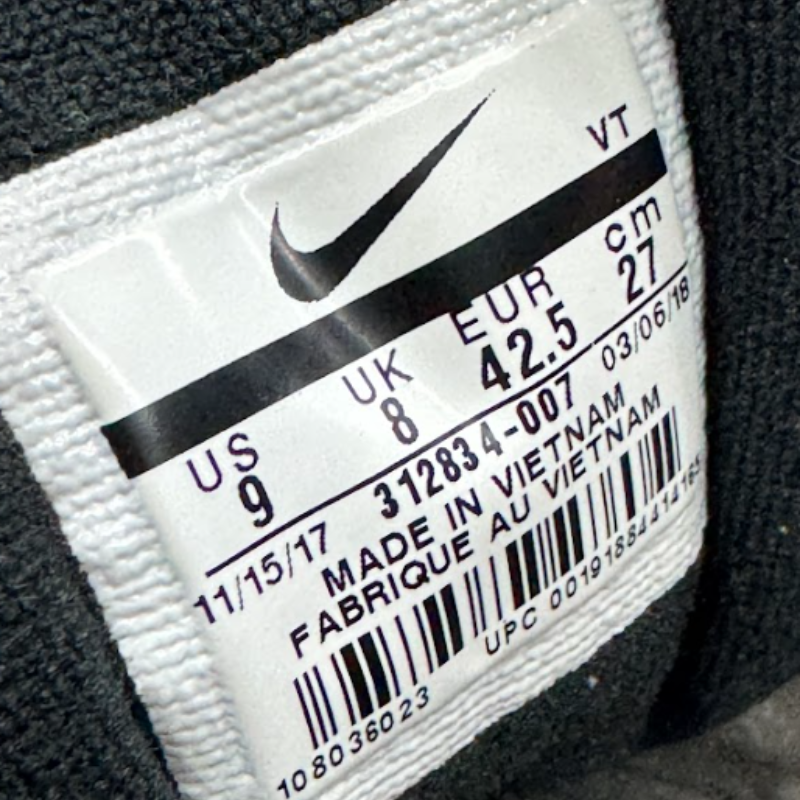 VT
US UK EUR cm
9 8 42.5 27
11/15/17 312834-007 03/06/18
MADE IN VIETNAM
FABRIQUE AU VIETNAM
UPC 00191884414165
108036023